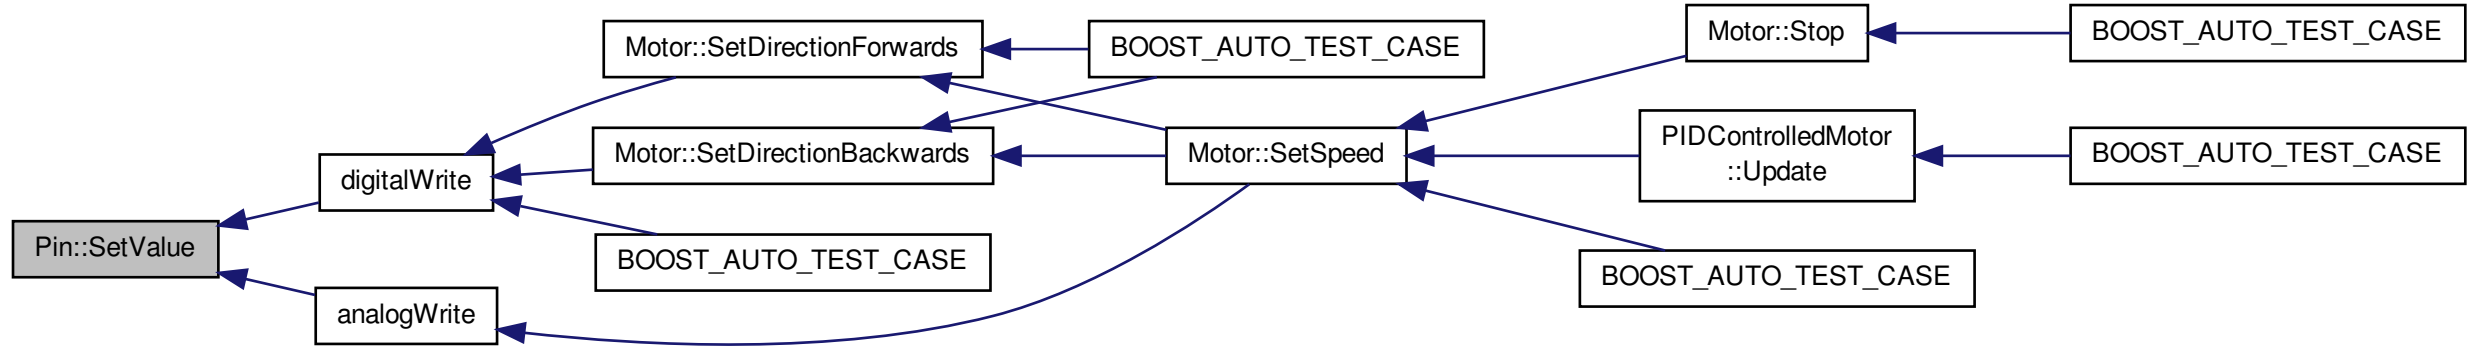 Pin::SetValue
digitalWrite
analogWrite
Motor::SetDirectionForwards
Motor::SetDirectionBackwards
BOOST_AUTO_TEST_CASE
BOOST_AUTO_TEST_CASE
Motor::SetSpeed
Motor::Stop
PIDControlledMotor
::Update
BOOST_AUTO_TEST_CASE
BOOST_AUTO_TEST_CASE
BOOST_AUTO_TEST_CASE